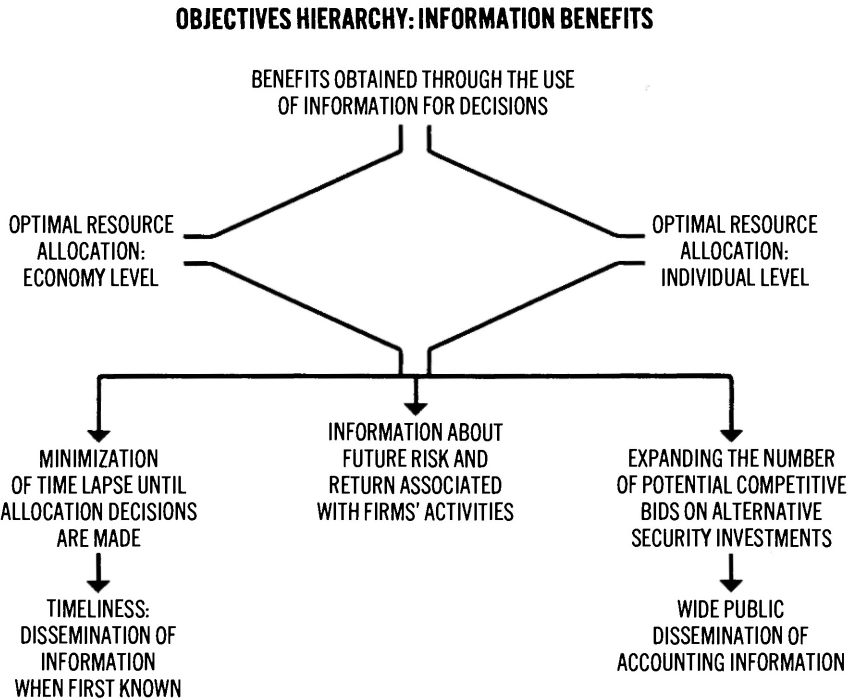 OBJECTIVES HIERARCHY: INFORMATION BENEFITS
BENEFITS OBTAINED THROUGH THE USE
OF INFORMATION FOR DECISIONS
OPTIMAL RESOURCE
ALLOCATION:
ECONOMY LEVEL
OPTIMAL RESOURCE
ALLOCATION:
INDIVIDUAL LEVEL
MINIMIZATION
OF TIME LAPSE UNTIL
ALLOCATION DECISIONS
ARE MADE
INFORMATION ABOUT
FUTURE RISK AND
RETURN ASSOCIATED
WITH FIRMS' ACTIVITIES
EXPANDING THE NUMBER
OF POTENTIAL COMPETITIVE
BIDS ON ALTERNATIVE
SECURITY INVESTMENTS
TIMELINESS:
DISSEMINATION OF
INFORMATION
WHEN FIRST KNOWN
WIDE PUBLIC
DISSEMINATION OF
ACCOUNTING INFORMATION